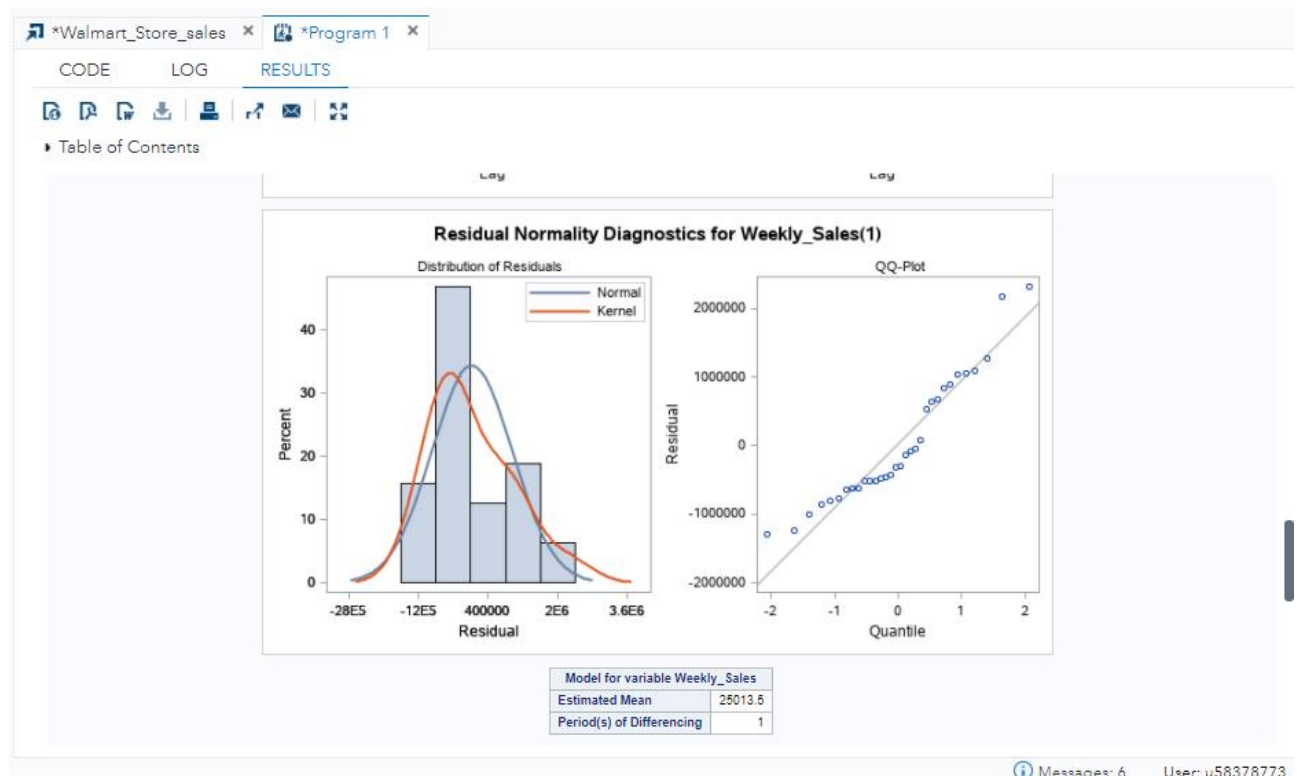 *Walmart_Store_sales × *Program 1 ×
CODE LOG RESULTS
Table of Contents
Lag Lag
Residual Normality Diagnostics for Weekly_Sales(1)
Distribution of Residuals
Normal
Kernel
Percent
40
30
20
10
0
-28E5 -12E5 400000 2E6 3.6E6
Residual
QQ-Plot
Residual
2000000
1000000
0
-1000000
-2000000
-2 -1 0 1 2
Quantile
Model for variable Weekly_Sales
Estimated Mean 25013.5
Period(s) of Differencing 1
Messages: 6 User: u58378773